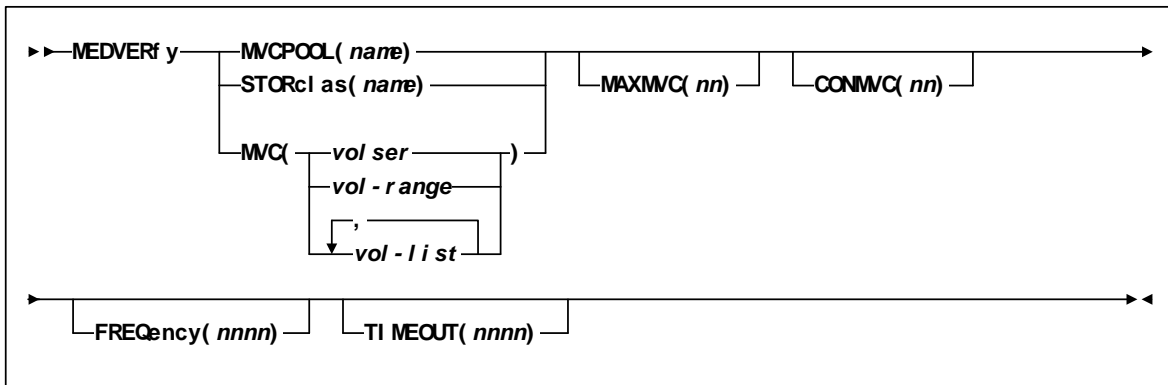 MEDVERfy MVCPOOL(name)
STORclas(name) MAXMVC(nn) CONMVC(nn)
MVC( volser )
vol-range
,
vol-list
FREQency(nnnn) TIMEOUT(nnnn)